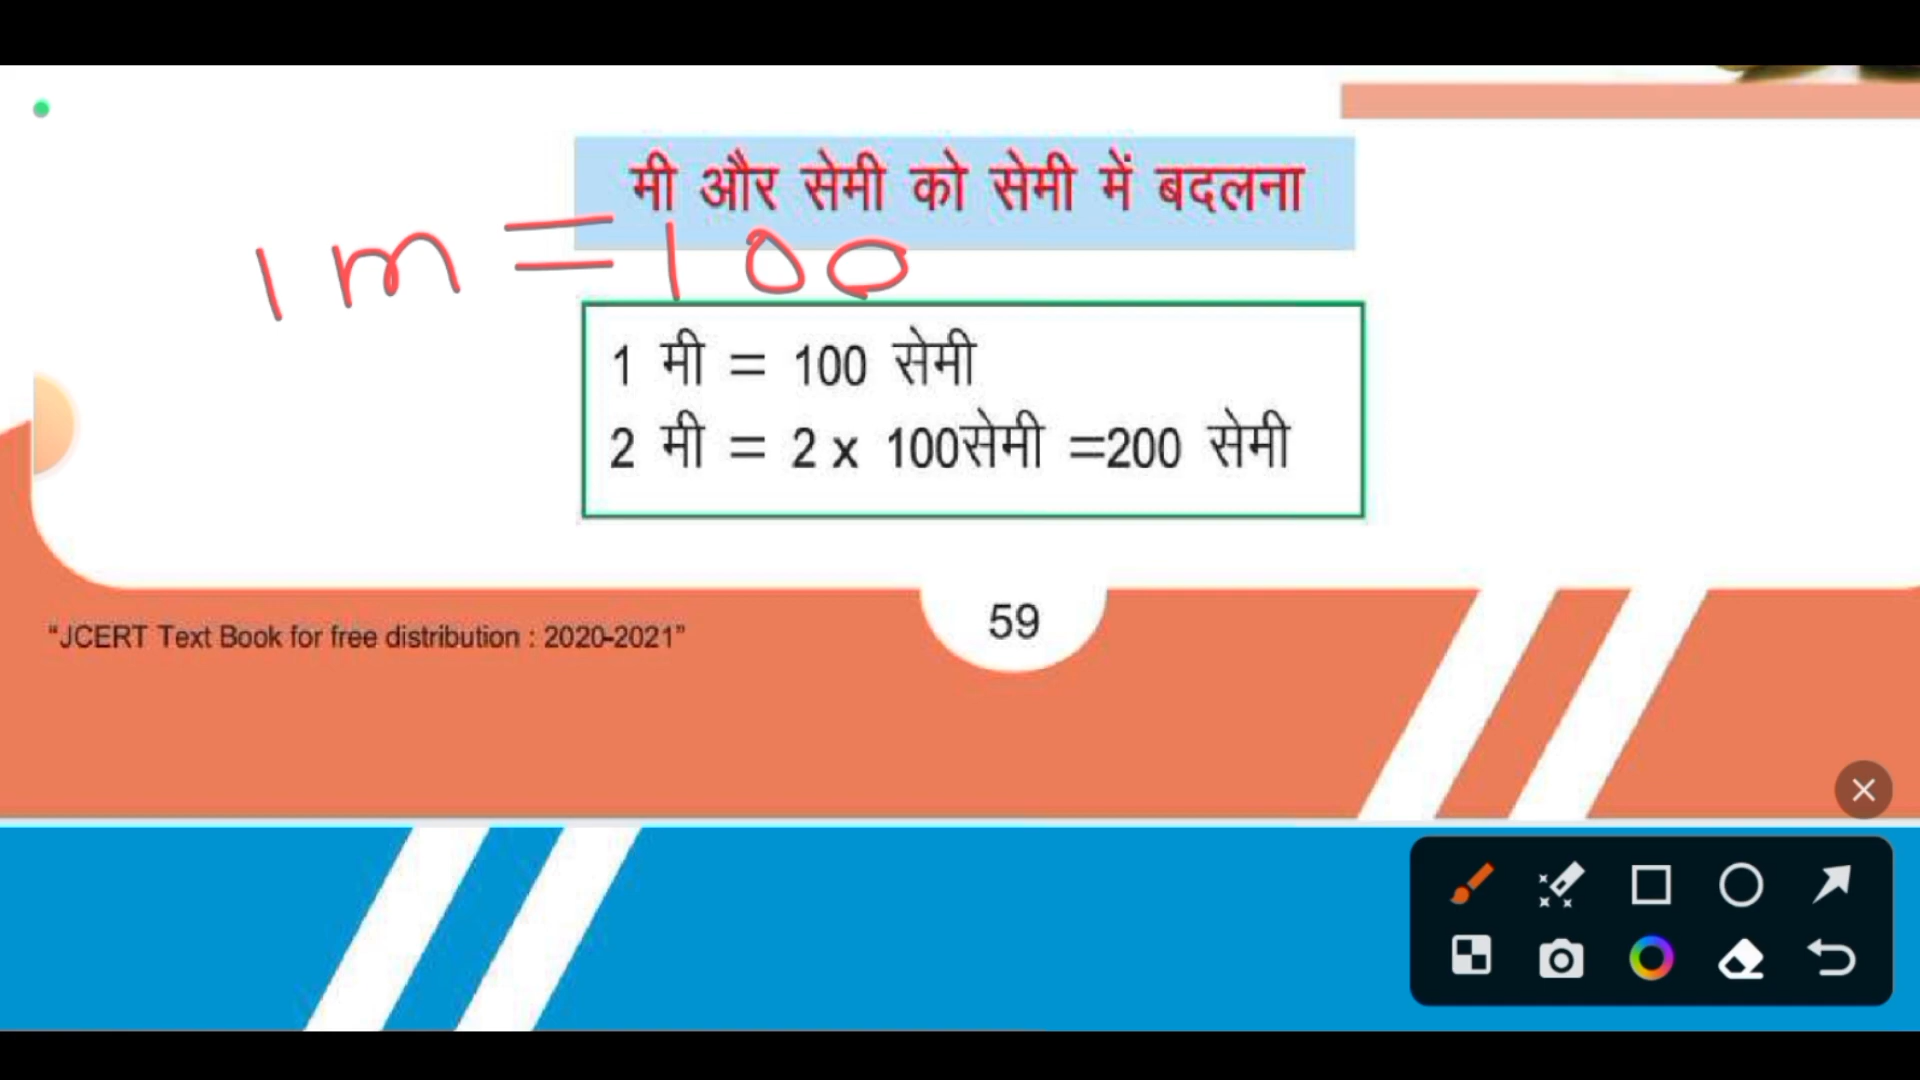 मी और सेमी को सेमी में बदलना
1 m = 100
1 मी = 100 सेमी
2 मी = 2 x 100सेमी =200 सेमी
59
“JCERT Text Book for free distribution : 2020-2021”